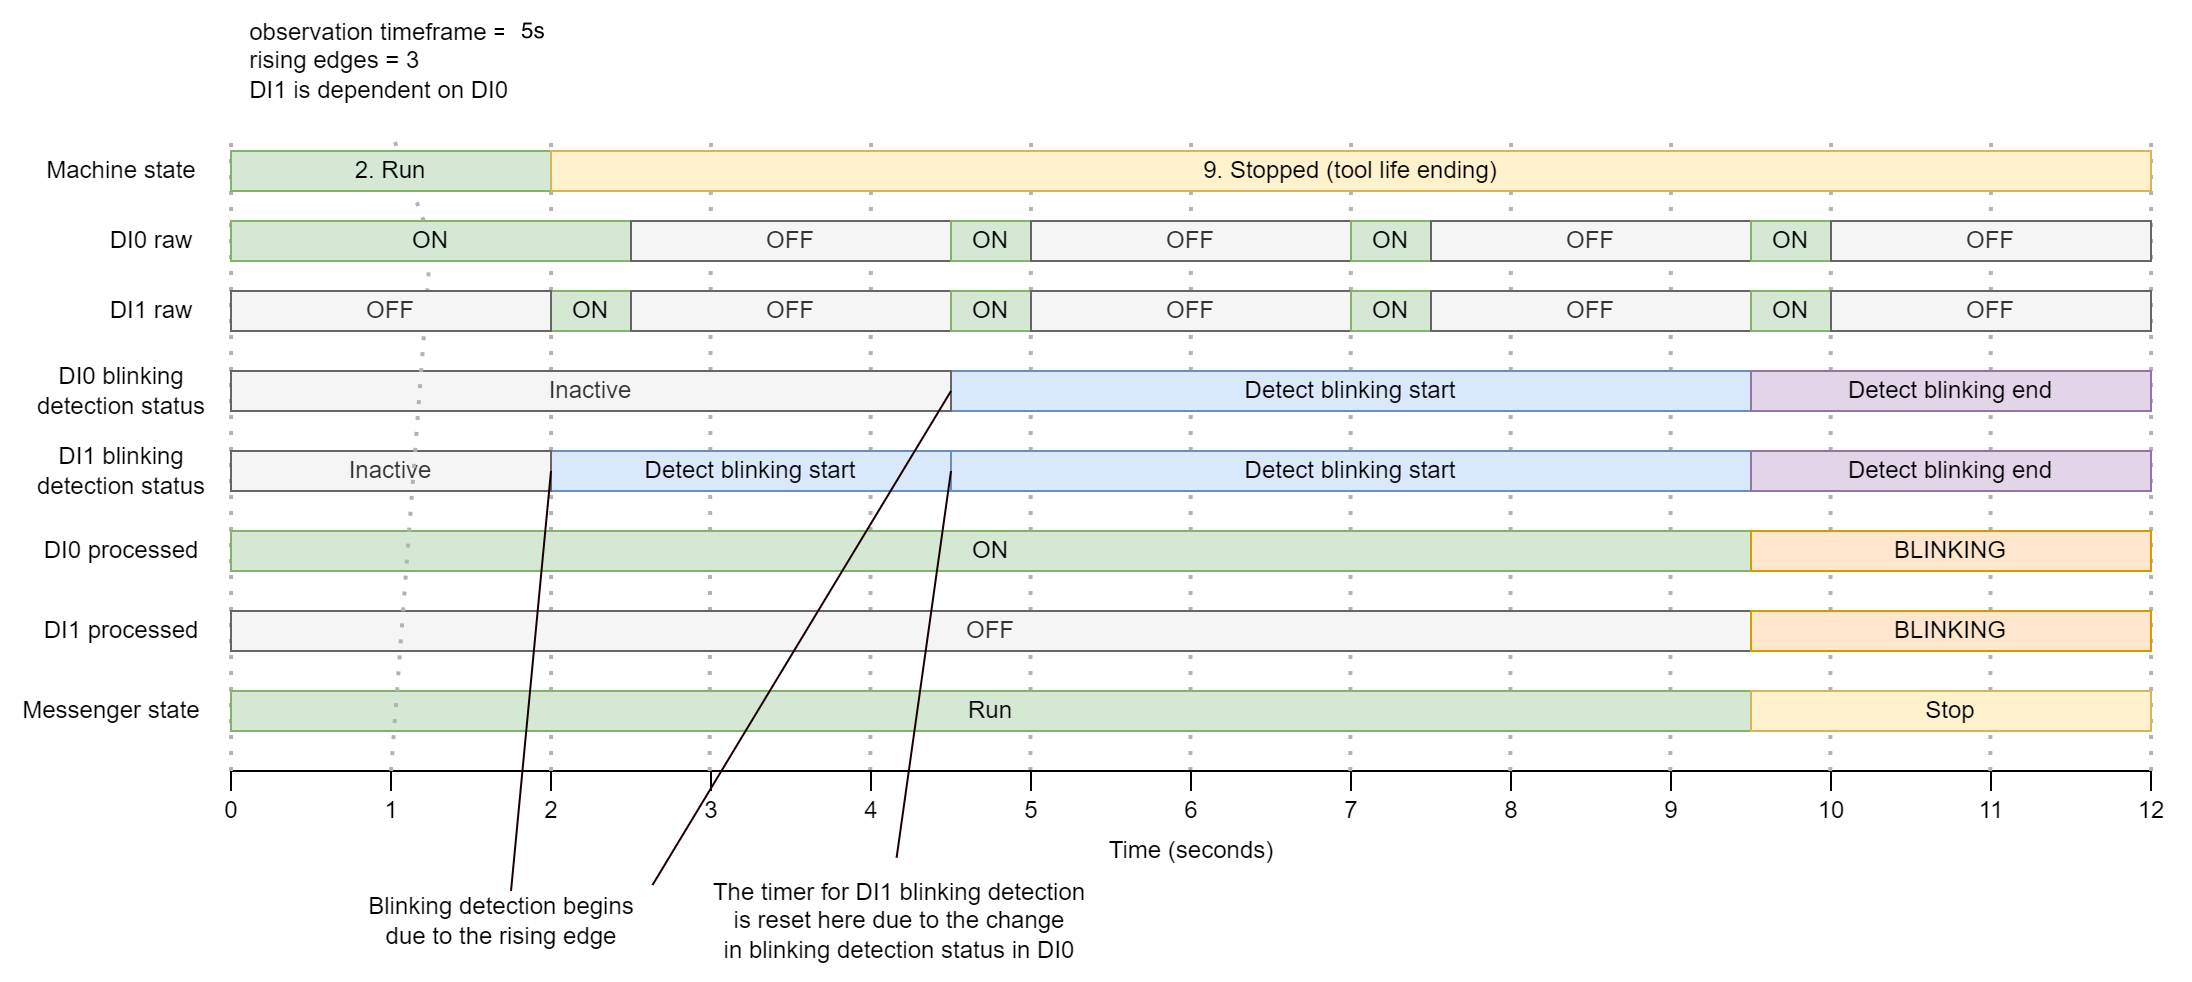 observation timeframe = 5s
rising edges = 3
DI1 is dependent on DI0
Machine state
2. Run
9. Stopped (tool life ending)
DI0 raw
ON
OFF
ON
OFF
ON
OFF
ON
OFF
DI1 raw
OFF
ON
OFF
ON
OFF
ON
OFF
ON
OFF
DI0 blinking
detection status
Inactive
Detect blinking start
Detect blinking end
DI1 blinking
detection status
Inactive
Detect blinking start
Detect blinking start
Detect blinking end
DI0 processed
ON
BLINKING
DI1 processed
OFF
BLINKING
Messenger state
Run
Stop
0 1 2 3 4 5 6 7 8 9 10 11 12
Time (seconds)
Blinking detection begins
due to the rising edge
The timer for DI1 blinking detection
is reset here due to the change
in blinking detection status in DI0